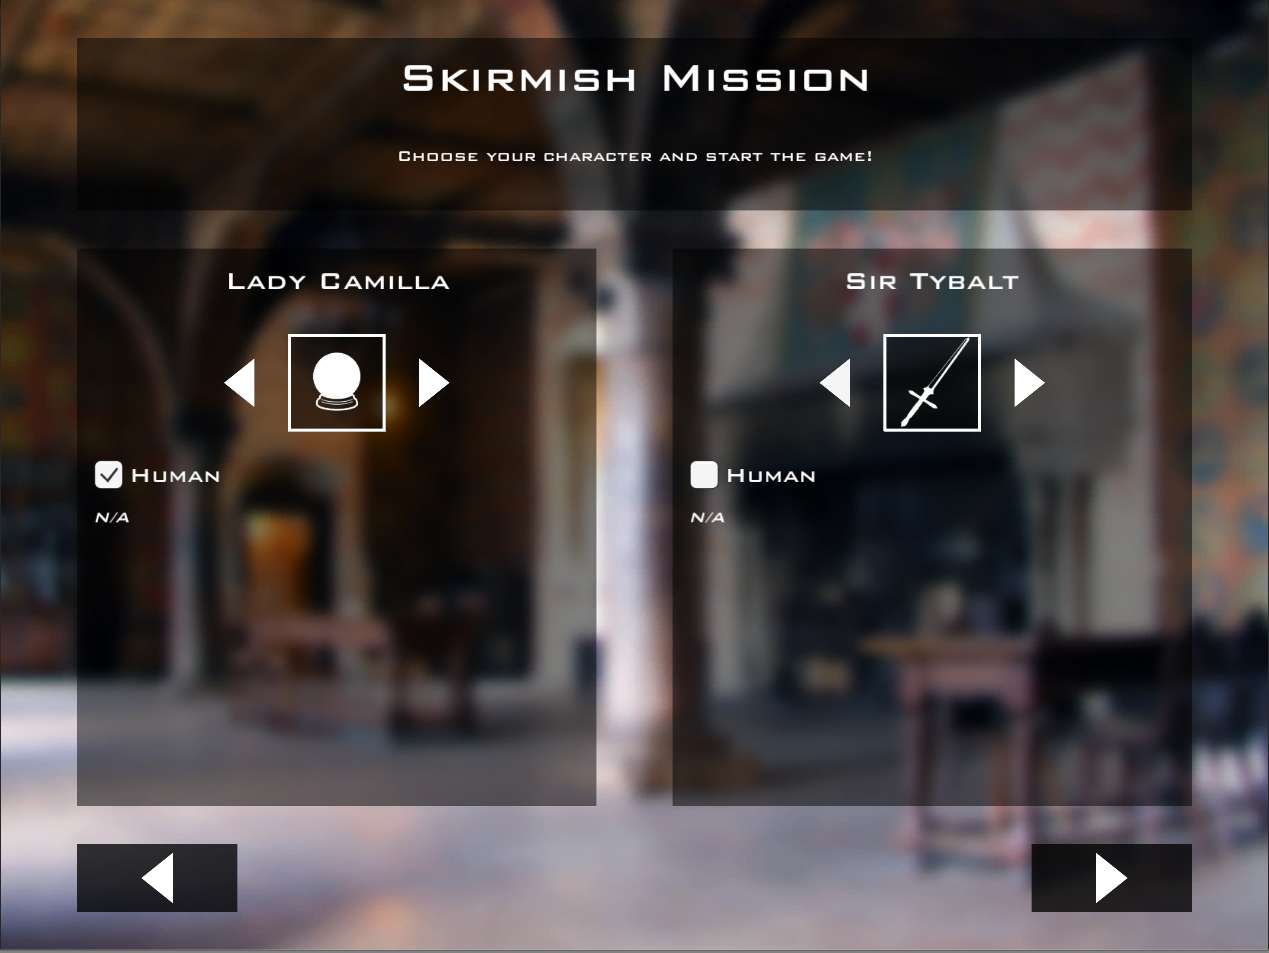 Skirmish Mission
Choose your character and start the game!
Lady Camilla
Sir Tybalt
Human
N/A
Human
N/A